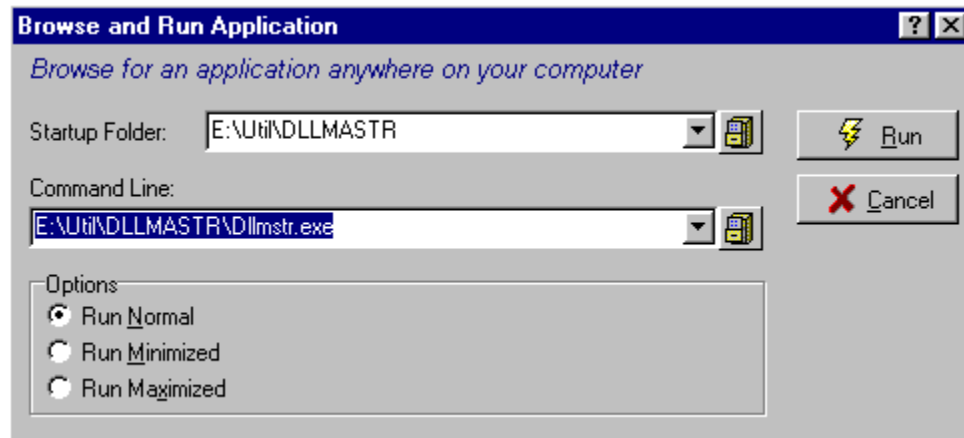 Browse and Run Application
Browse for an application anywhere on your computer
Startup Folder: E:\Util\DLLMASTR
Run
Command Line:
Cancel
E:\Util\DLLMASTR\Dllmstr.exe
Options
Run Normal
Run Minimized
Run Maximized